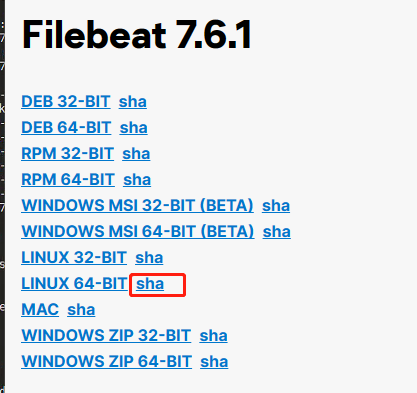 Filebeat 7.6.1
DEB 32-BIT sha
DEB 64-BIT sha
RPM 32-BIT sha
RPM 64-BIT sha
WINDOWS MSI 32-BIT (BETA) sha
WINDOWS MSI 64-BIT (BETA) sha
LINUX 32-BIT sha
LINUX 64-BIT sha
MAC sha
WINDOWS ZIP 32-BIT sha
WINDOWS ZIP 64-BIT sha